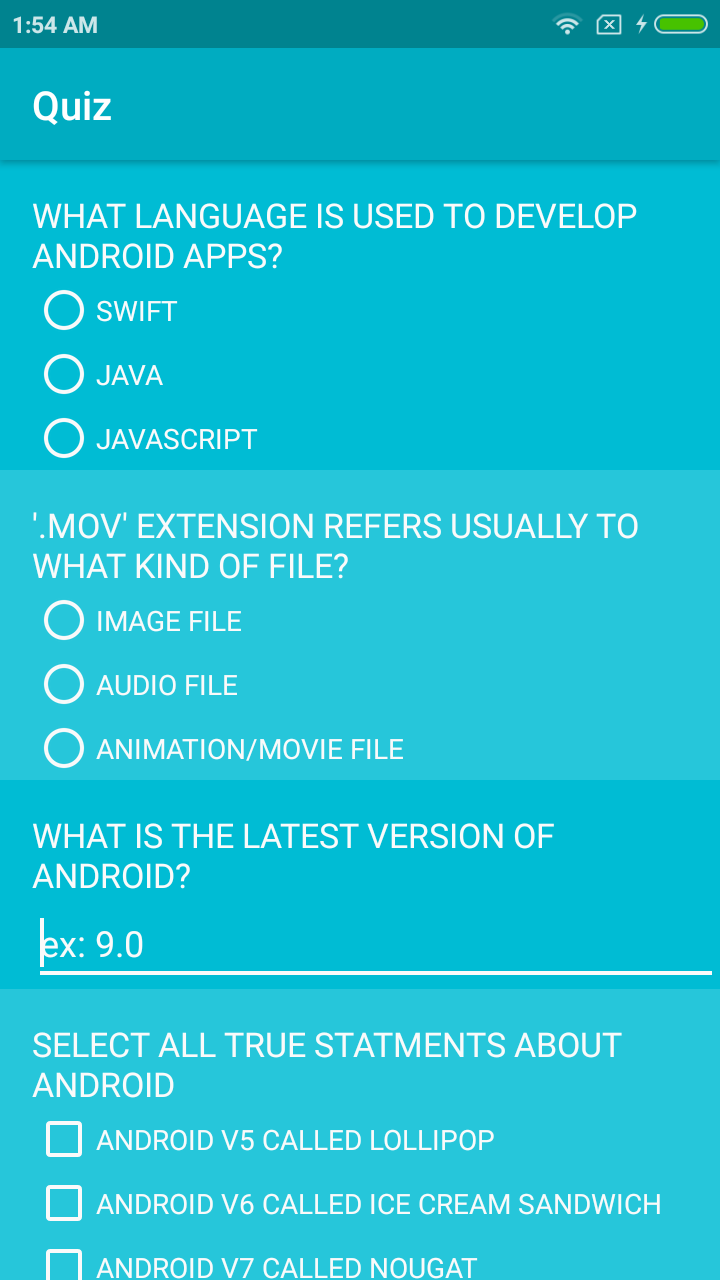 1:54 AM
Quiz
WHAT LANGUAGE IS USED TO DEVELOP
ANDROID APPS?
SWIFT
JAVA
JAVASCRIPT
'.MOV' EXTENSION REFERS USUALLY TO
WHAT KIND OF FILE?
IMAGE FILE
AUDIO FILE
ANIMATION/MOVIE FILE
WHAT IS THE LATEST VERSION OF
ANDROID?
ex: 9.0
SELECT ALL TRUE STATMENTS ABOUT
ANDROID
ANDROID V5 CALLED LOLLIPOP
ANDROID V6 CALLED ICE CREAM SANDWICH
ANDROID V7 CALLED NOUGAT